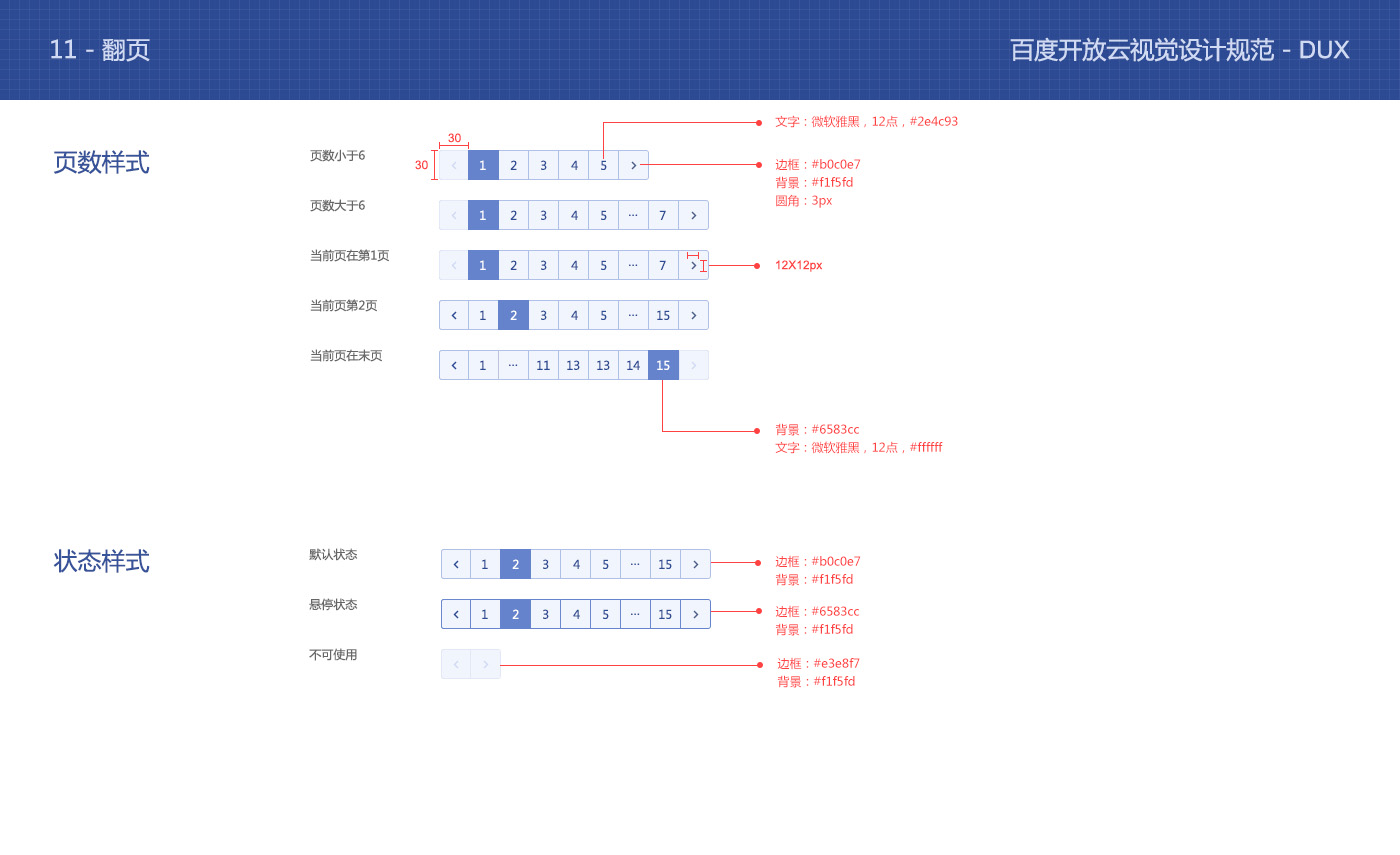 11 - 翻页
百度开放云视觉设计规范 - DUX
页数样式
页数小于6
30
30
< 1 2 3 4 5 >
文字：微软雅黑，12点，#2e4c93
边框：#b0c0e7
背景：#f1f5fd
圆角：3px
页数大于6
< 1 2 3 4 5 ··· 7 >
当前页在第1页
< 1 2 3 4 5 ··· 7 >
12X12px
当前页第2页
< 1 2 3 4 5 ··· 15 >
当前页在末页
< 1 ··· 11 13 13 14 15 >
背景：#6583cc
文字：微软雅黑，12点，#ffffff
状态样式
默认状态
< 1 2 3 4 5 ··· 15 >
边框：#b0c0e7
背景：#f1f5fd
悬停状态
< 1 2 3 4 5 ··· 15 >
边框：#6583cc
背景：#f1f5fd
不可使用
< >
边框：#e3e8f7
背景：#f1f5fd